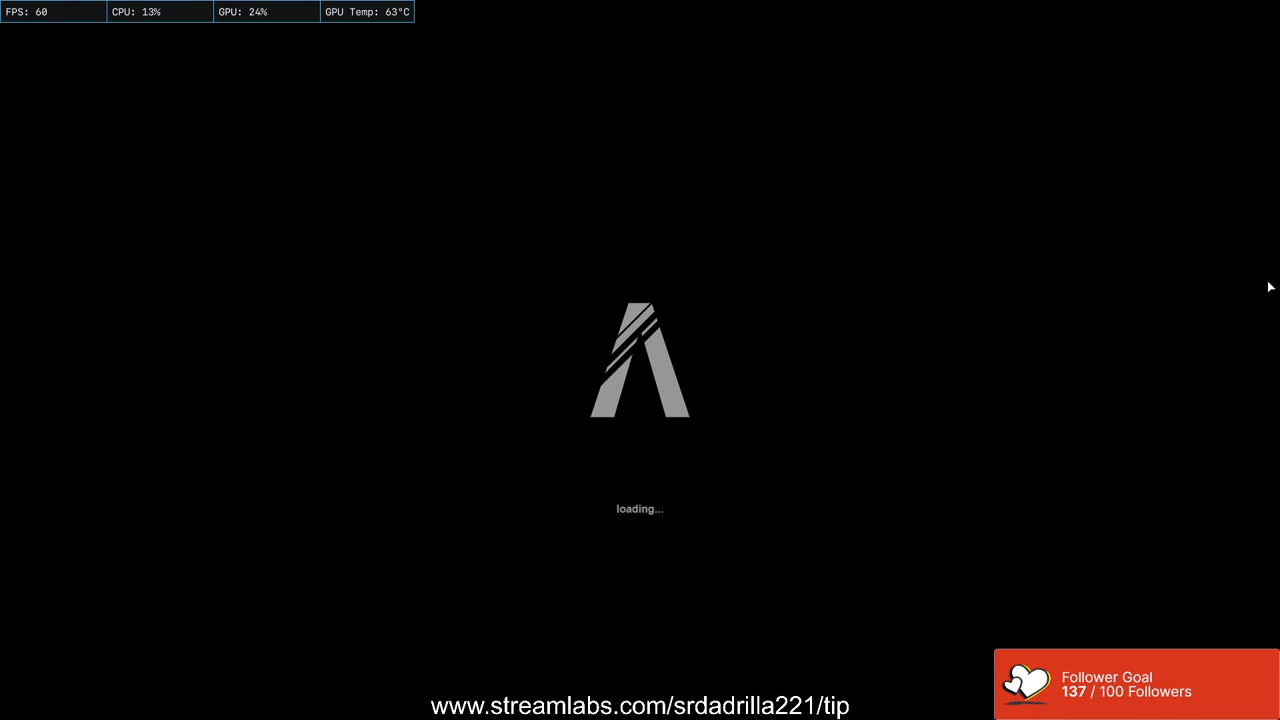 FPS: 60 CPU: 13% GPU: 24% GPU Temp: 63°C
loading...
Follower Goal
137 / 100 Followers
www.streamlabs.com/srdadrilla221/tip